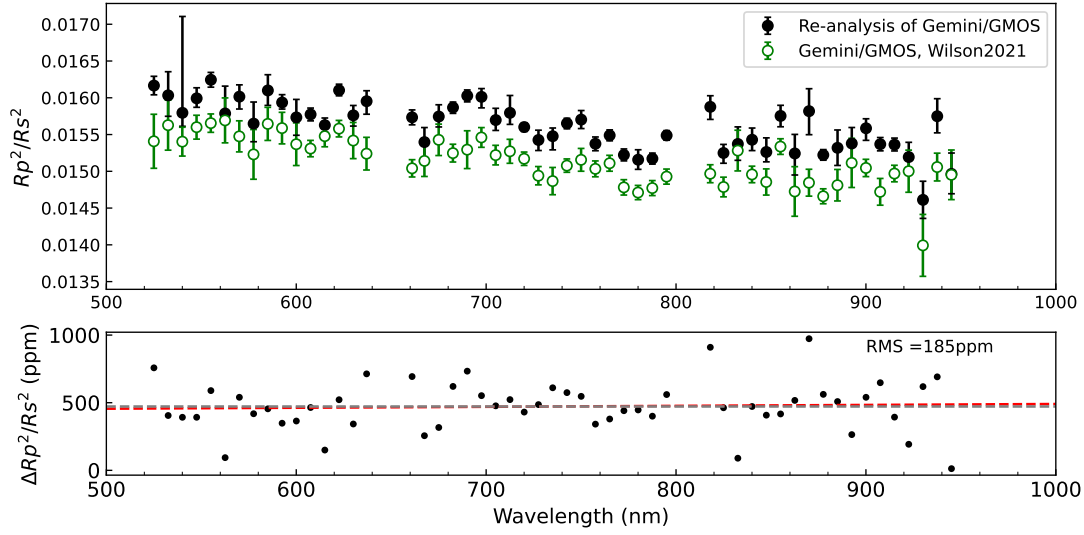 Re-analysis of Gemini/GMOS
Gemini/GMOS, Wilson2021
0.0170
0.0165
0.0160
0.0155
0.0150
0.0145
0.0140
0.0135
Rp²/Rs²
500 600 700 800 900 1000
RMS =185ppm
1000
500
0
ΔRp²/Rs² (ppm)
500 600 700 800 900 1000
Wavelength (nm)